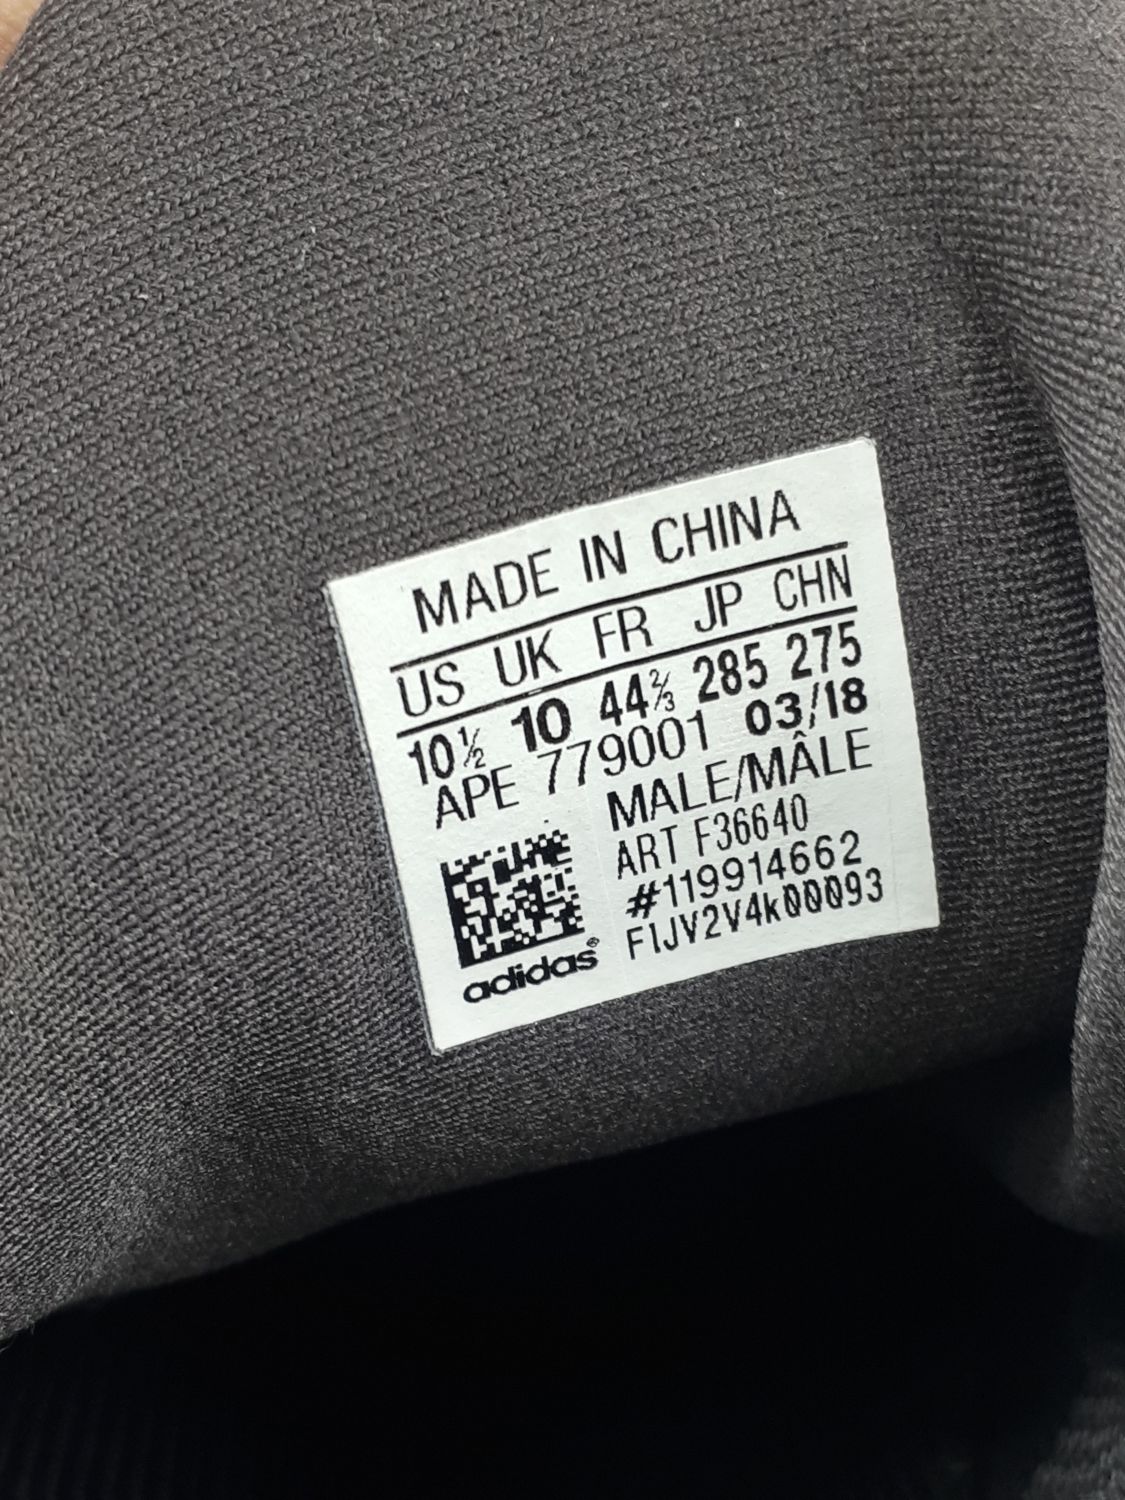 MADE IN CHINA
US UK FR JP CHN
10½ 10 44⅔ 285 275
APE 779001 03/18
MALE/MÂLE
ART F36640
#119914662
FIJV2V4k00093
adidas®